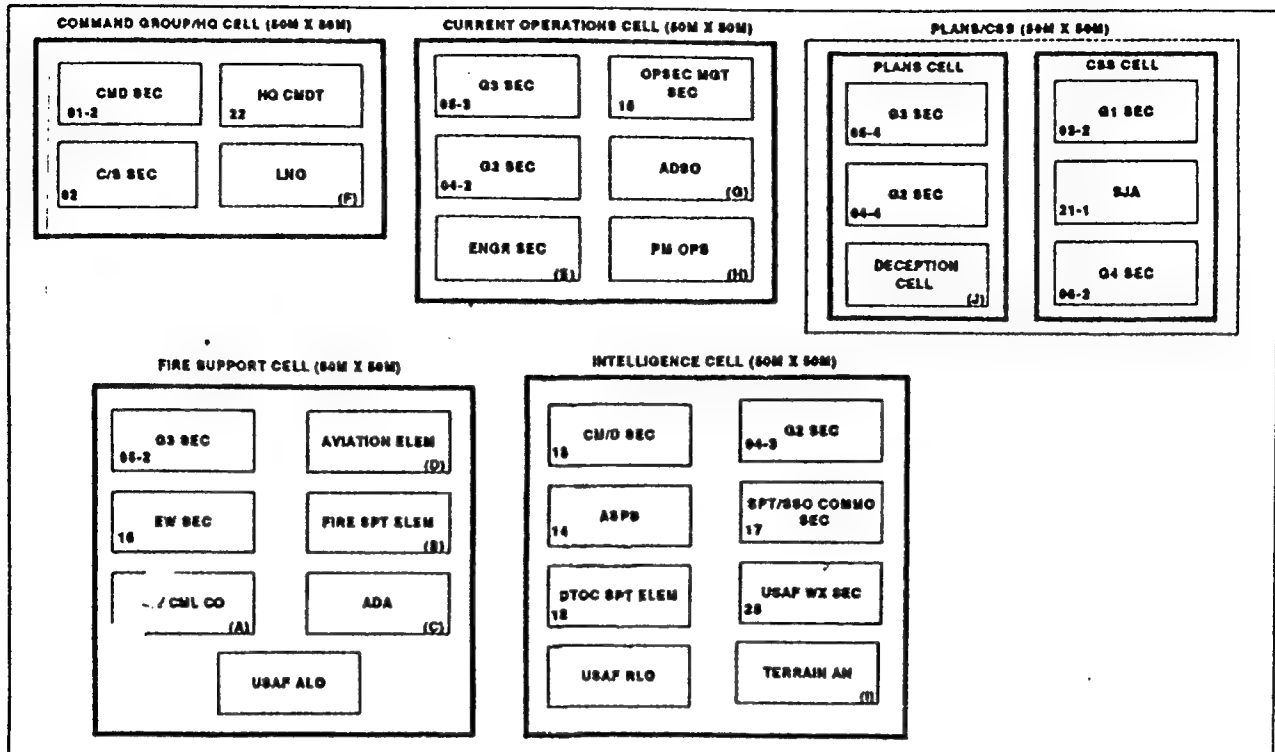 COMMAND GROUP/HQ CELL (50M X 50M)
CMD SEC
01-2
HQ CMDT
22
C/S SEC
02
LNO
(F)
CURRENT OPERATIONS CELL (50M X 50M)
G3 SEC
05-3
OPSEC MGT
SEC
15
G2 SEC
04-2
ADSO
(G)
ENGR SEC
(E)
PM OPS
(H)
PLANS/CSS (50M X 50M)
PLANS CELL
G3 SEC
05-4
G2 SEC
04-4
DECEPTION
CELL
(J)
CSS CELL
G1 SEC
03-2
SJA
21-1
G4 SEC
06-2
FIRE SUPPORT CELL (50M X 50M)
G3 SEC
05-2
AVIATION ELEM
(D)
EW SEC
16
FIRE SPT ELEM
(B)
CML CO
(A)
ADA
(C)
USAF ALO
INTELLIGENCE CELL (50M X 50M)
CM/D SEC
13
G2 SEC
04-3
ASPS
14
SPT/SSO COMMO
SEC
17
DTOC SPT ELEM
12
USAF WX SEC
28
USAF RLO
TERRAIN AN
(I)